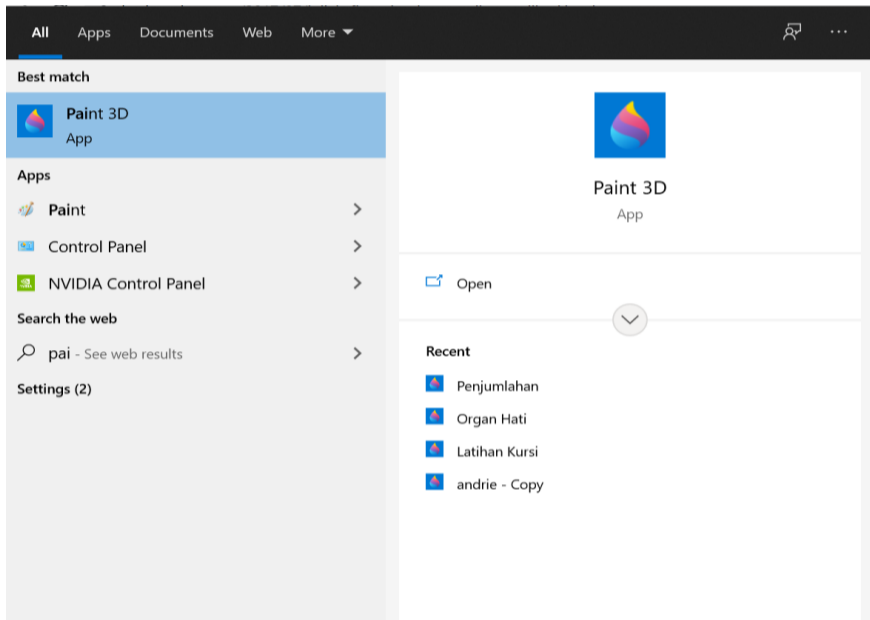 All Apps Documents Web More
Best match
Paint 3D
App
Apps
Paint
Control Panel
NVIDIA Control Panel
Search the web
pai - See web results
Settings (2)
Paint 3D
App
Open
Recent
Penjumlahan
Organ Hati
Latihan Kursi
andrie - Copy